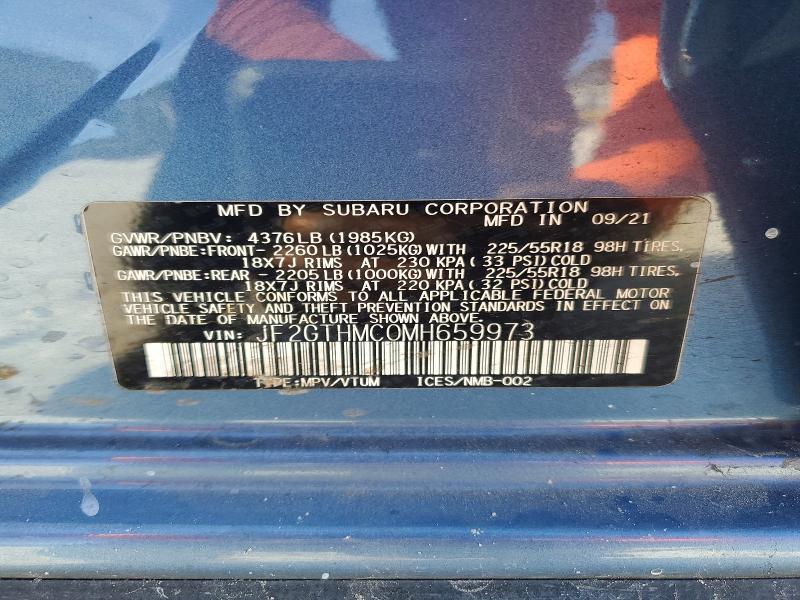 MFD BY SUBARU CORPORATION
MFD IN 09/21
GVWR/PNBV: 4376LB(1985KG)
GAWR/PNBE:FRONT-2260LB(1025KG)WITH 225/55R18 98H TIRES,
18X7J RIMS AT 230 KPA(33 PSI)COLD
GAWR/PNBE:REAR -2205LB(1000KG)WITH 225/55R18 98H TIRES,
18X7J RIMS AT 220 KPA(32 PSI)COLD
THIS VEHICLE CONFORMS TO ALL APPLICABLE FEDERAL MOTOR
VEHICLE SAFETY AND THEFT PREVENTION STANDARDS IN EFFECT ON
THE DATE OF MANUFACTURE SHOWN ABOVE.
VIN: JF2GTHMC0MH659973
TYPE:MPV/VTUM ICES/NMB-002